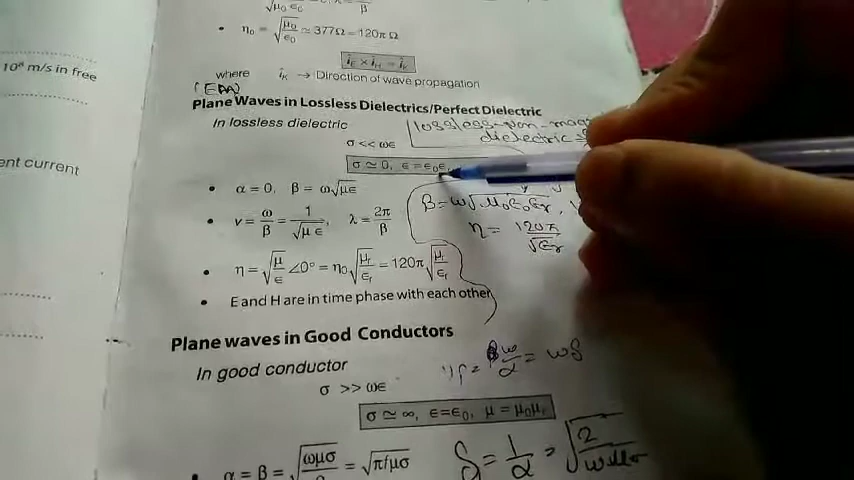 √μ₀ε₀
β
• η₀ = √(μ₀/ε₀) ≃ 377Ω = 120π Ω
10⁸ m/s in free
î_E × î_H = î_K
where î_K → Direction of wave propagation
(EM)
Plane Waves in Lossless Dielectrics/Perfect Dielectric
In lossless dielectric
lossless-non-mag
dielectric
σ << ωε
ent current
σ ≃ 0, ε = ε₀ε
• α = 0, β = ω√με
β = ω√μ₀ε₀εr,
• v = ω/β = 1/√με, λ = 2π/β
η = 120π/√εr
• η = √(μ/ε) ∠0° = η₀ √(μr/εr) = 120π √(μr/εr)
• E and H are in time phase with each other
Plane waves in Good Conductors
In good conductor
ω/α = ωδ
σ >> ωε
σ ≃ ∞, ε=ε₀, μ = μ₀μr
• α = β = √(ωμσ = √πfμσ
δ = 1/α = √(2/ωμσ